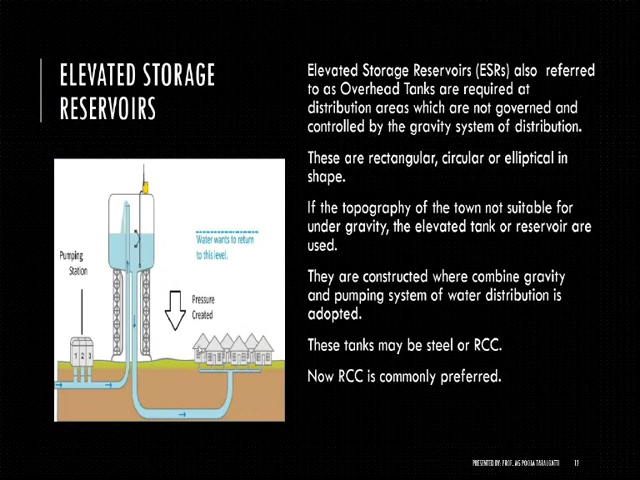 ELEVATED STORAGE
RESERVOIRS
Elevated Storage Reservoirs (ESRs) also referred
to as Overhead Tanks are required at
distribution areas which are not governed and
controlled by the gravity system of distribution.
These are rectangular, circular or elliptical in
shape.
If the topography of the town not suitable for
under gravity, the elevated tank or reservoir are
used.
They are constructed where combine gravity
and pumping system of water distribution is
adopted.
These tanks may be steel or RCC.
Now RCC is commonly preferred.
Water wants to return
to this level.
Pumping
Station
Pressure
Created
1 2 3
PRESENTED BY: PROF. MS POOJA